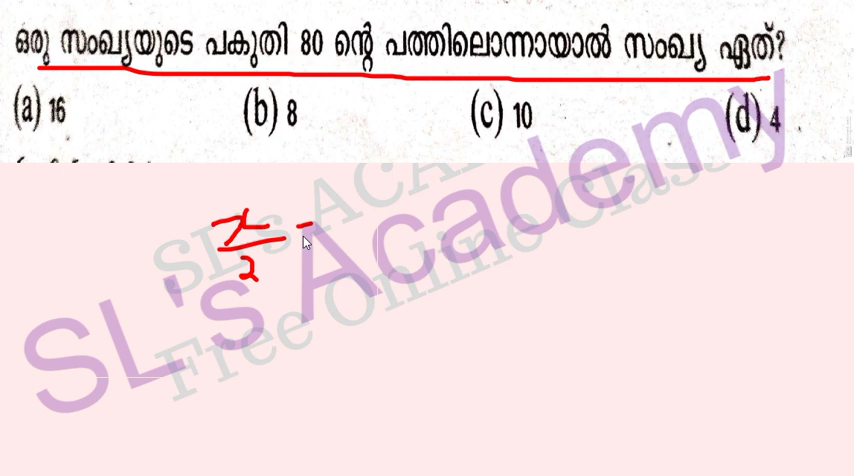 ഒരു സംഖ്യയുടെ പകുതി 80 ന്റെ പത്തിലൊന്നായാൽ സംഖ്യ ഏത്?
(a) 16 (b) 8 (c) 10 (d) 4
x/2 =
SL's Academy
SL's ACA
Free Online Class